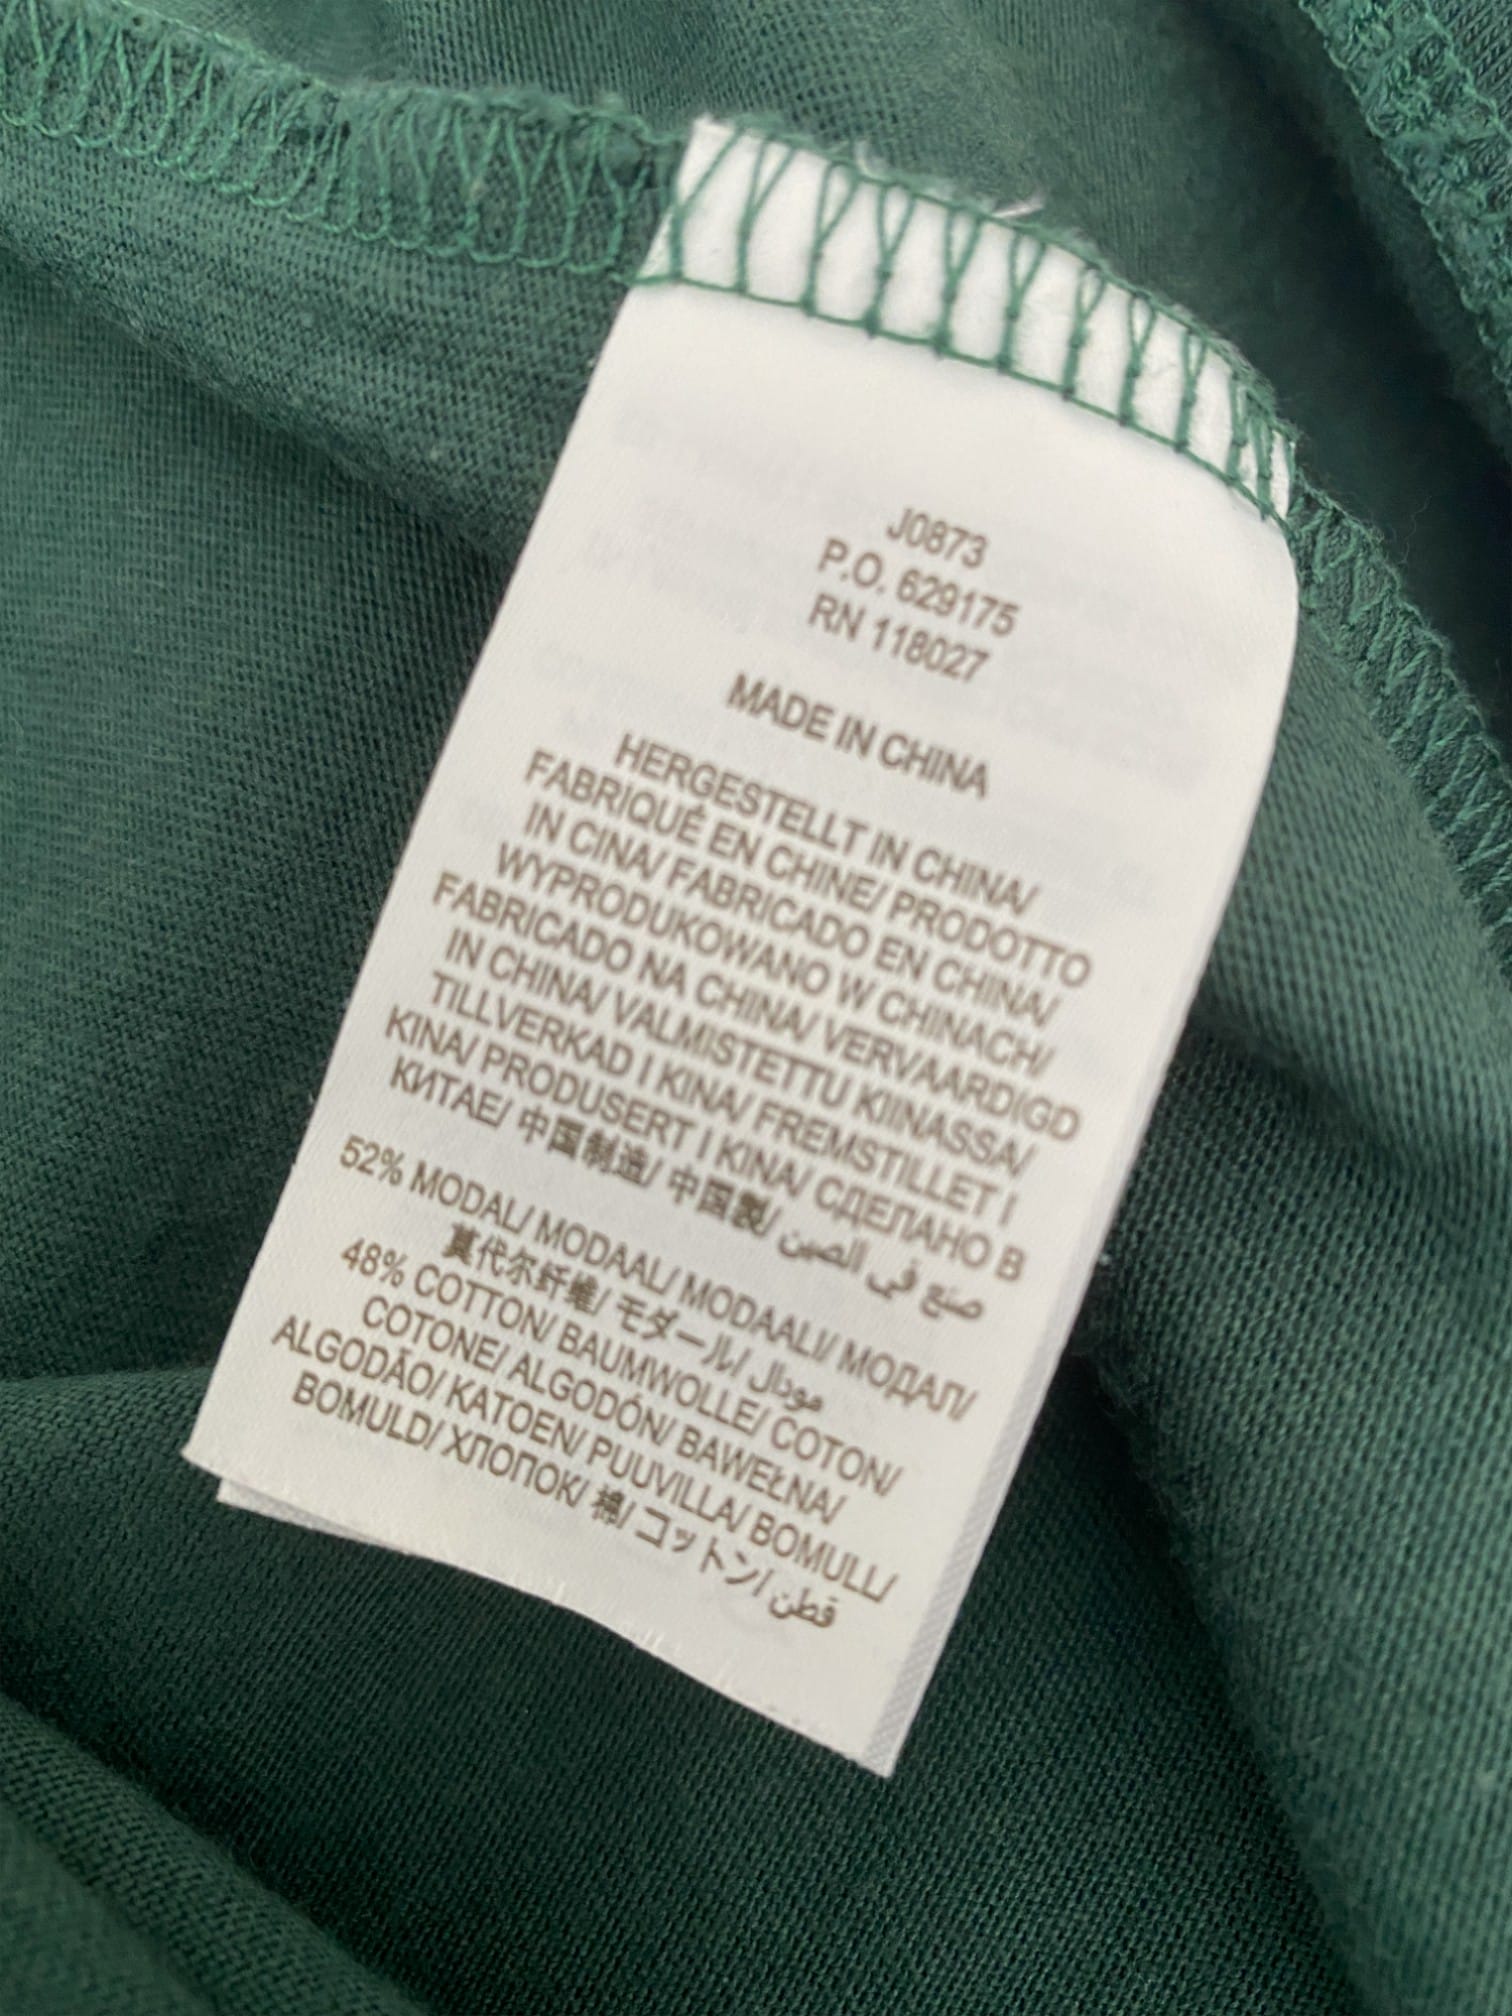 J0873
P.O. 629175
RN 118027
MADE IN CHINA
HERGESTELLT IN CHINA/
FABRIQUÉ EN CHINE/ PRODOTTO
IN CINA/ FABRICADO EN CHINA/
WYPRODUKOWANO W CHINACH/
FABRICADO NA CHINA/ VERVAARDIGD
IN CHINA/ VALMISTETTU KIINASSA/
TILLVERKAD I KINA/ FREMSTILLET I
KINA/ PRODUSERT I KINA/ СДЕЛАНО В
КИТАЕ/ 中国制造/ 中国製/ صنع في الصين
52% MODAL/ MODAAL/ MODAALI/ МОДАЛ/
莫代尔纤维/ モダール/ مودال
48% COTTON/ BAUMWOLLE/ COTON/
COTONE/ ALGODÓN/ BAWEŁNA/
ALGODÃO/ KATOEN/ PUUVILLA/ BOMULL/
BOMULD/ ХЛОПОК/ 棉/ コットン/ قطن